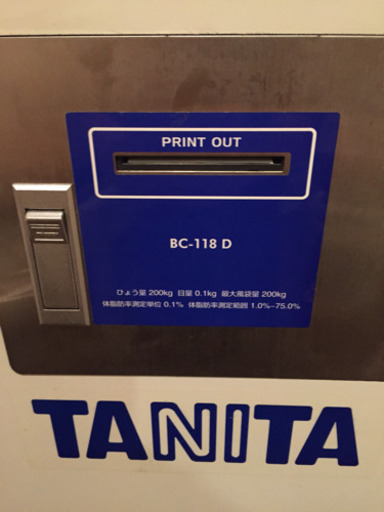 PRINT OUT
BC-118 D
ひょう量 200kg 目量 0.1kg 最大風袋量 200kg
体脂肪率測定単位 0.1% 体脂肪率測定範囲 1.0%~75.0%
TANITA